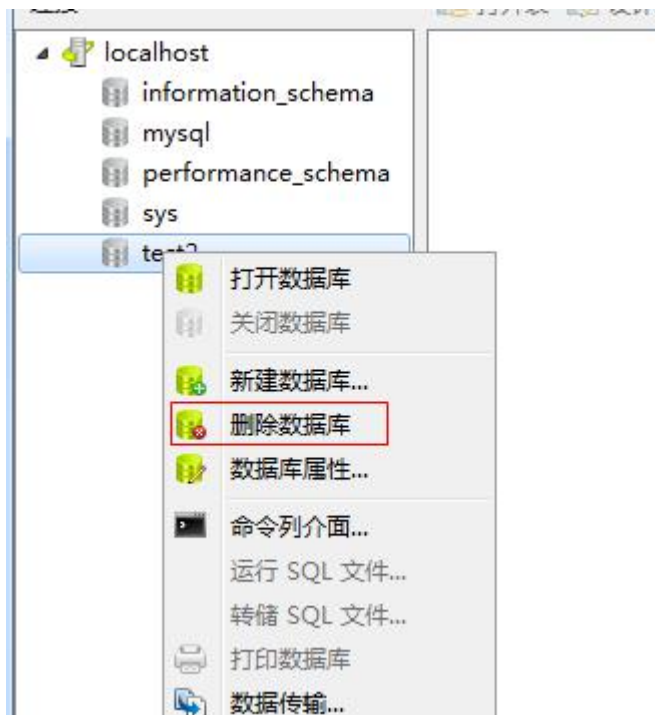 localhost
information_schema
mysql
performance_schema
sys
打开数据库
关闭数据库
新建数据库...
删除数据库
数据库属性...
命令列介面...
运行 SQL 文件...
转储 SQL 文件...
打印数据库
数据传输...